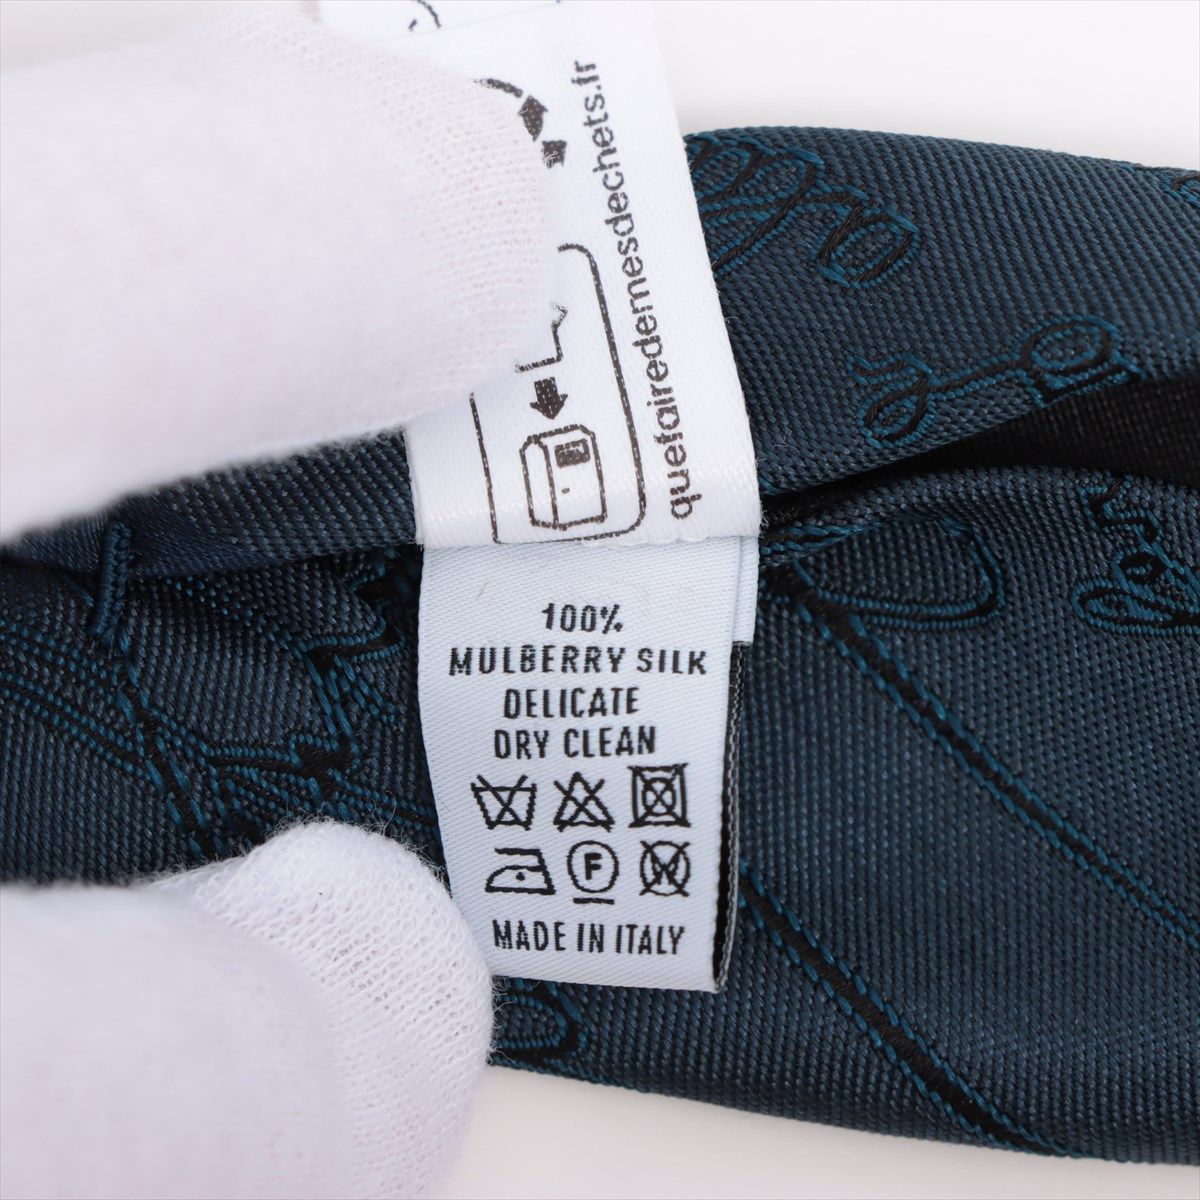 quefairedemesdechets.fr
100%
MULBERRY SILK
DELICATE
DRY CLEAN
F
MADE IN ITALY